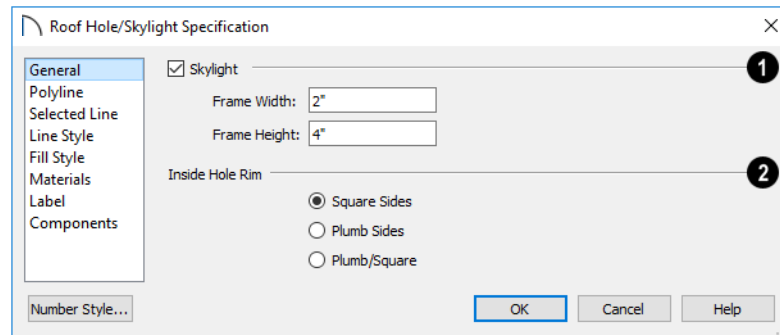 Roof Hole/Skylight Specification
General
Polyline
Selected Line
Line Style
Fill Style
Materials
Label
Components
Number Style...
Skylight
1
Frame Width: 2"
Frame Height: 4"
Inside Hole Rim
2
Square Sides
Plumb Sides
Plumb/Square
OK
Cancel
Help